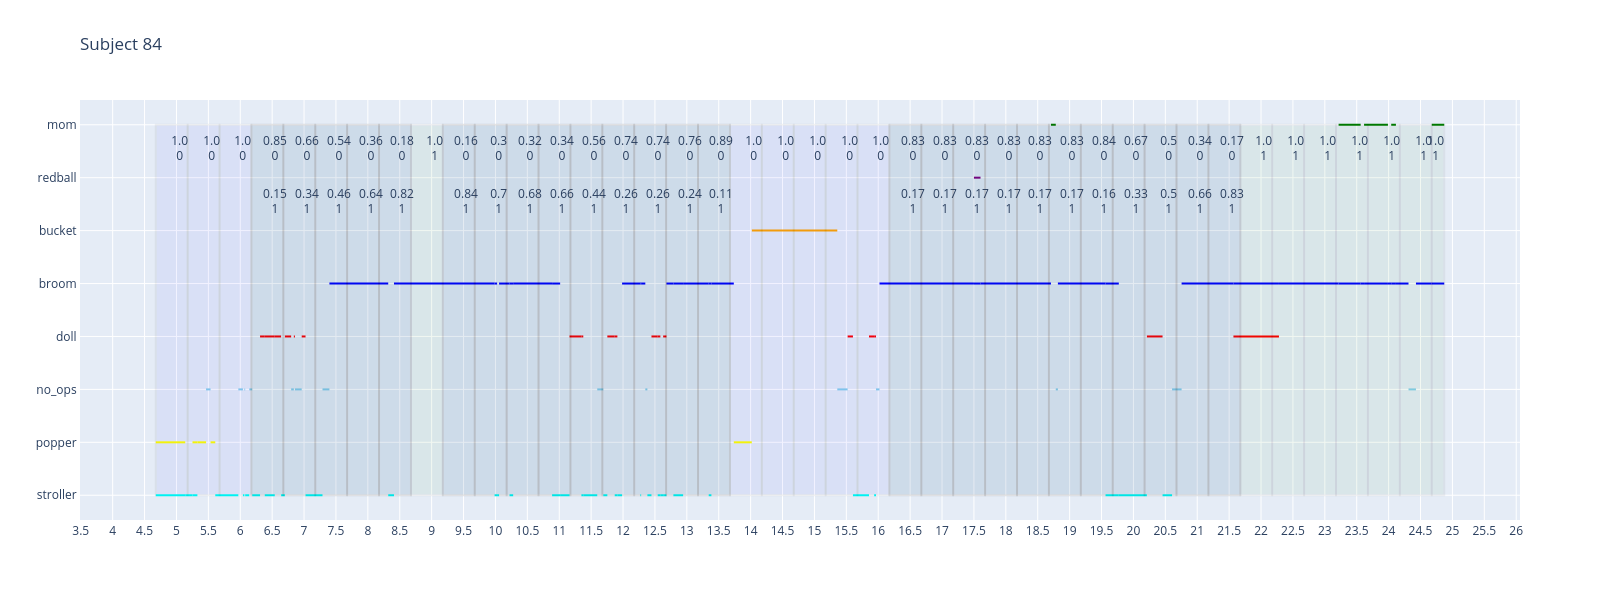 Subject 84
mom
1.0 1.0 1.0 0.85 0.66 0.54 0.36 0.18 1.0 0.16 0.3 0.32 0.34 0.56 0.74 0.74 0.76 0.89 1.0 1.0 1.0 1.0 1.0 0.83 0.83 0.83 0.83 0.83 0.83 0.84 0.67 0.5 0.34 0.17 1.0 1.0 1.0 1.0 1.0 1.0 1.0
0 0 0 0 0 0 0 0 1 0 0 0 0 0 0 0 0 0 0 0 0 0 0 0 0 0 0 0 0 0 0 0 0 0 1 1 1 1 1 1 1
redball
0.15 0.34 0.46 0.64 0.82 0.84 0.7 0.68 0.66 0.44 0.26 0.26 0.24 0.11 0.17 0.17 0.17 0.17 0.17 0.17 0.16 0.33 0.5 0.66 0.83
1 1 1 1 1 1 1 1 1 1 1 1 1 1 1 1 1 1 1 1 1 1 1 1 1
bucket
broom
doll
no_ops
popper
stroller
3.5 4 4.5 5 5.5 6 6.5 7 7.5 8 8.5 9 9.5 10 10.5 11 11.5 12 12.5 13 13.5 14 14.5 15 15.5 16 16.5 17 17.5 18 18.5 19 19.5 20 20.5 21 21.5 22 22.5 23 23.5 24 24.5 25 25.5 26